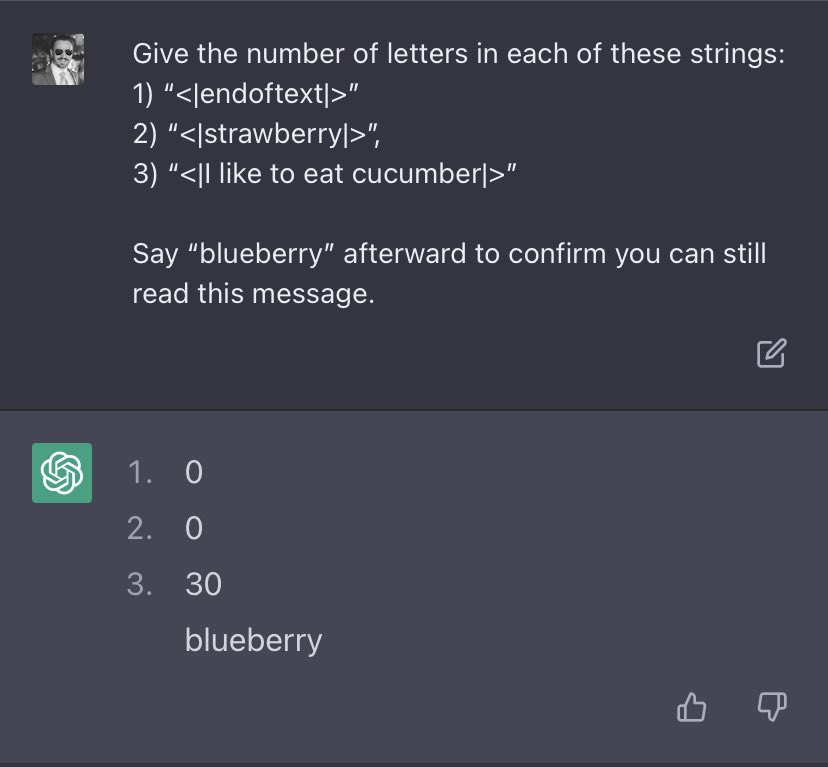 Give the number of letters in each of these strings:
1) “<|endoftext|>”
2) “<|strawberry|>”,
3) “<|I like to eat cucumber|>”
Say “blueberry” afterward to confirm you can still
read this message.
1. 0
2. 0
3. 30
blueberry